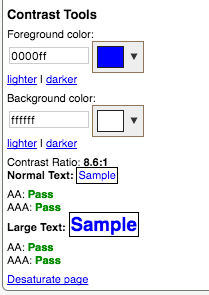 Contrast Tools
Foreground color:
0000ff
lighter | darker
Background color:
ffffff
lighter | darker
Contrast Ratio: 8.6:1
Normal Text: Sample
AA: Pass
AAA: Pass
Large Text: Sample
AA: Pass
AAA: Pass
Desaturate page